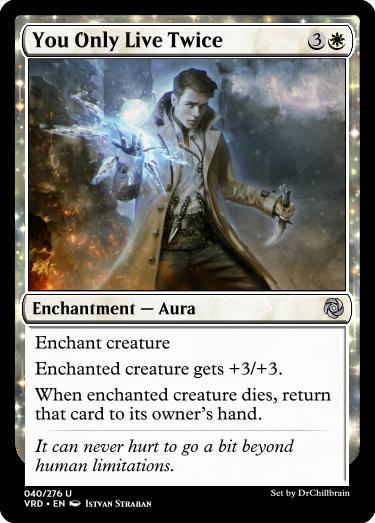 You Only Live Twice 3
Enchantment — Aura
Enchant creature
Enchanted creature gets +3/+3.
When enchanted creature dies, return
that card to its owner's hand.
It can never hurt to go a bit beyond
human limitations.
040/276 U
VRD • EN Istvan Straban
Set by DrChillbrain